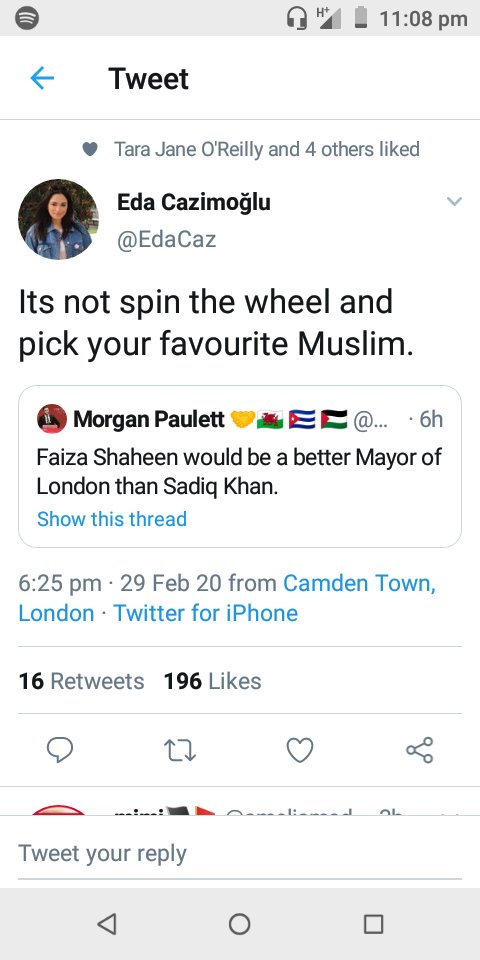 H+ 11:08 pm
Tweet
Tara Jane O'Reilly and 4 others liked
Eda Cazimoğlu
@EdaCaz
Its not spin the wheel and
pick your favourite Muslim.
Morgan Paulett 🤝🏴󠁧󠁢󠁷󠁬󠁳󠁿🇨🇺🇵🇸 @... · 6h
Faiza Shaheen would be a better Mayor of
London than Sadiq Khan.
Show this thread
6:25 pm · 29 Feb 20 from Camden Town,
London · Twitter for iPhone
16 Retweets 196 Likes
Tweet your reply